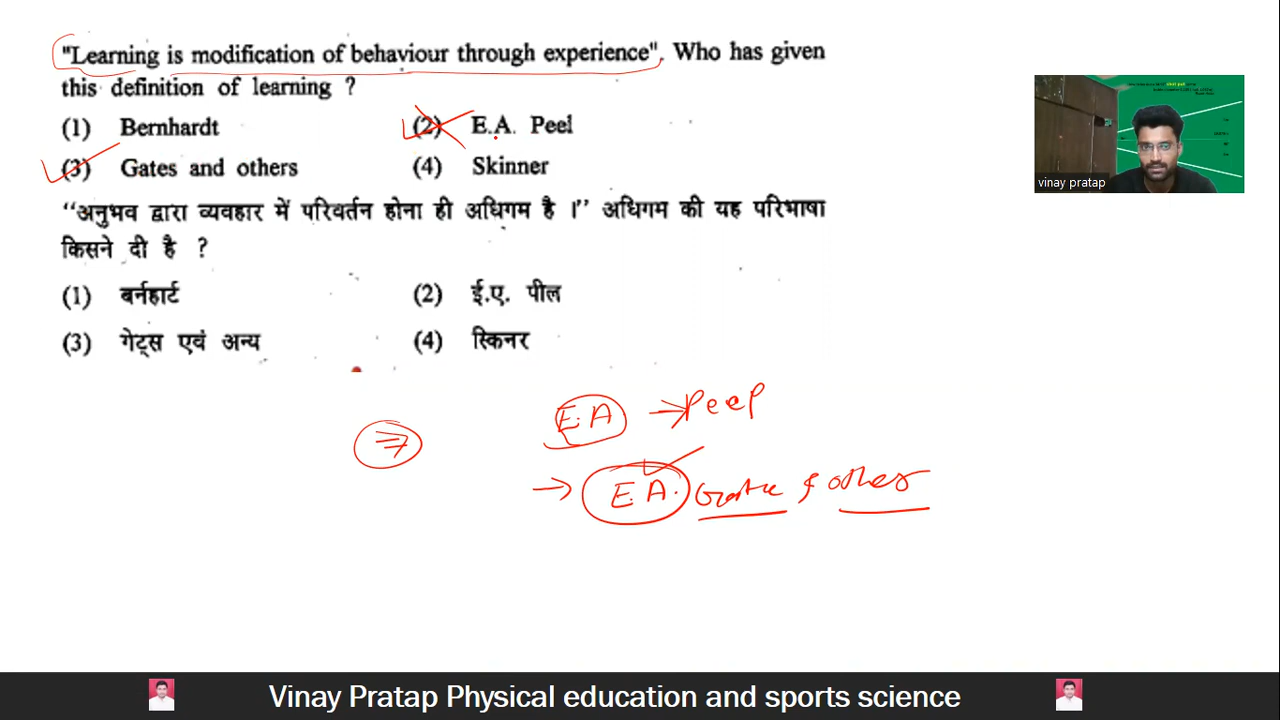 "Learning is modification of behaviour through experience". Who has given
this definition of learning ?
(1) Bernhardt (2) E.A. Peel
(3) Gates and others (4) Skinner
“अनुभव द्वारा व्यवहार में परिवर्तन होना ही अधिगम है ।” अधिगम की यह परिभाषा
किसने दी है ?
(1) बर्नहार्ट (2) ई.ए. पील
(3) गेट्स एवं अन्य (4) स्किनर
E.A → Peel
→ E.A. & other
vinay pratap
Vinay Pratap Physical education and sports science